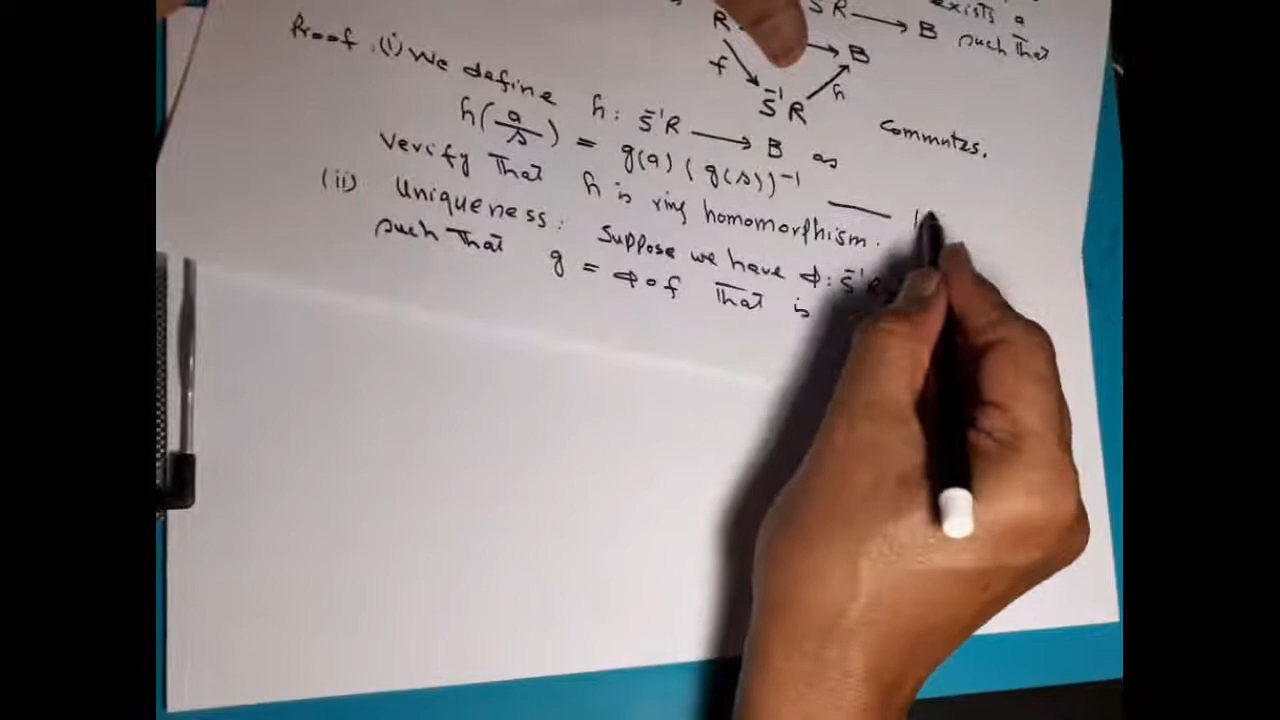 exists a
S̄¹R ⟶ B such that
R ⟶ B
f h
S̄¹R
commutes.
Proof: (i) We define h: S̄¹R ⟶ B as
h(a/s) = g(a) (g(s))⁻¹ ——
Verify that h is ring homomorphism.
(ii) Uniqueness: Suppose we have φ: S̄¹R
such that g = φ∘f that is